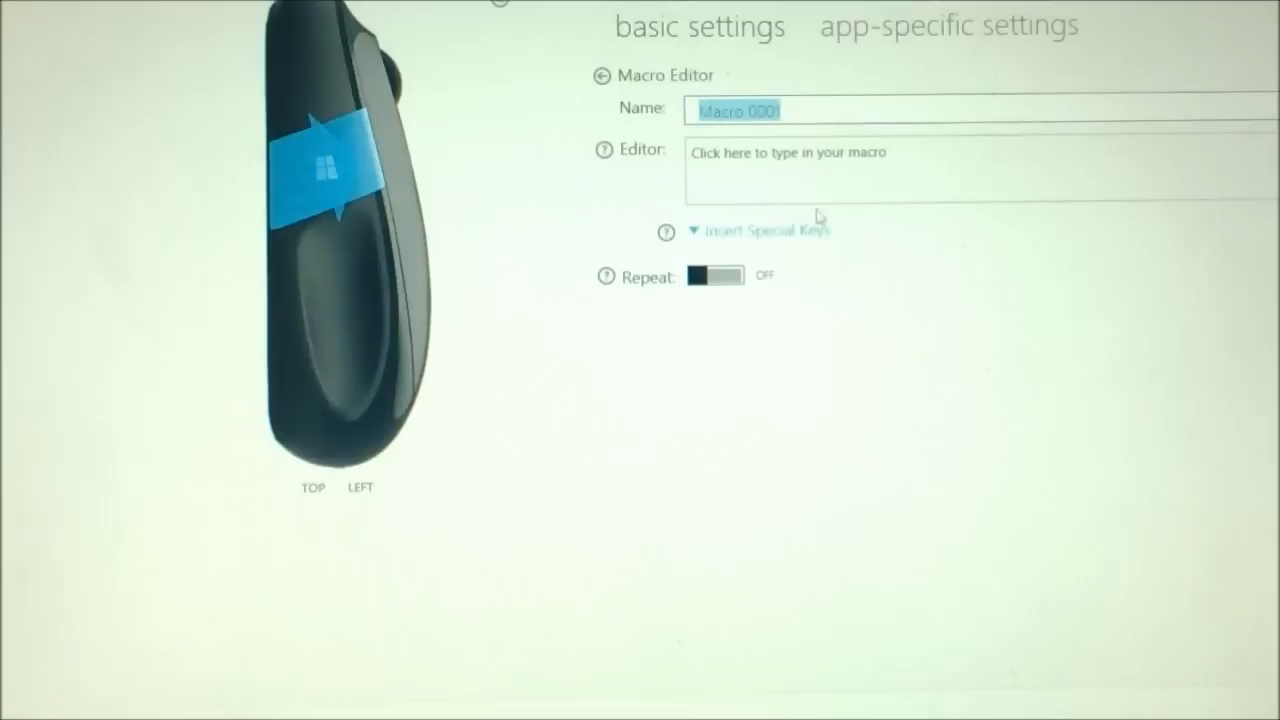 basic settings app-specific settings
Macro Editor
Name: Macro 0001
Editor: Click here to type in your macro
Insert Special Keys
Repeat: OFF
TOP LEFT